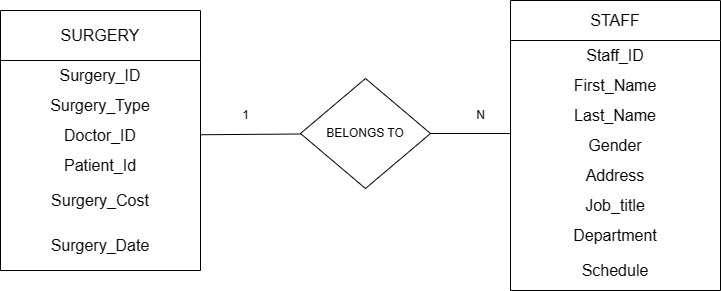 SURGERY
Surgery_ID
Surgery_Type
Doctor_ID
Patient_Id
Surgery_Cost
Surgery_Date
1
BELONGS TO
N
STAFF
Staff_ID
First_Name
Last_Name
Gender
Address
Job_title
Department
Schedule